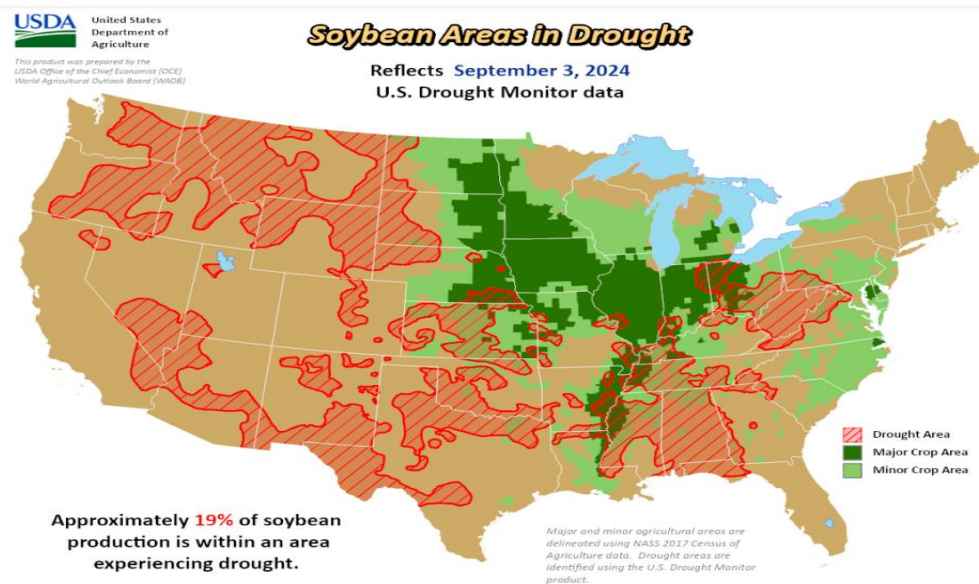 USDA
United States
Department of
Agriculture
This product was prepared by the
USDA Office of the Chief Economist (OCE)
World Agricultural Outlook Board (WAOB)
Soybean Areas in Drought
Reflects September 3, 2024
U.S. Drought Monitor data
Drought Area
Major Crop Area
Minor Crop Area
Approximately 19% of soybean
production is within an area
experiencing drought.
Major and minor agricultural areas are
delineated using NASS 2017 Census of
Agriculture data. Drought areas are
identified using the U.S. Drought Monitor
product.